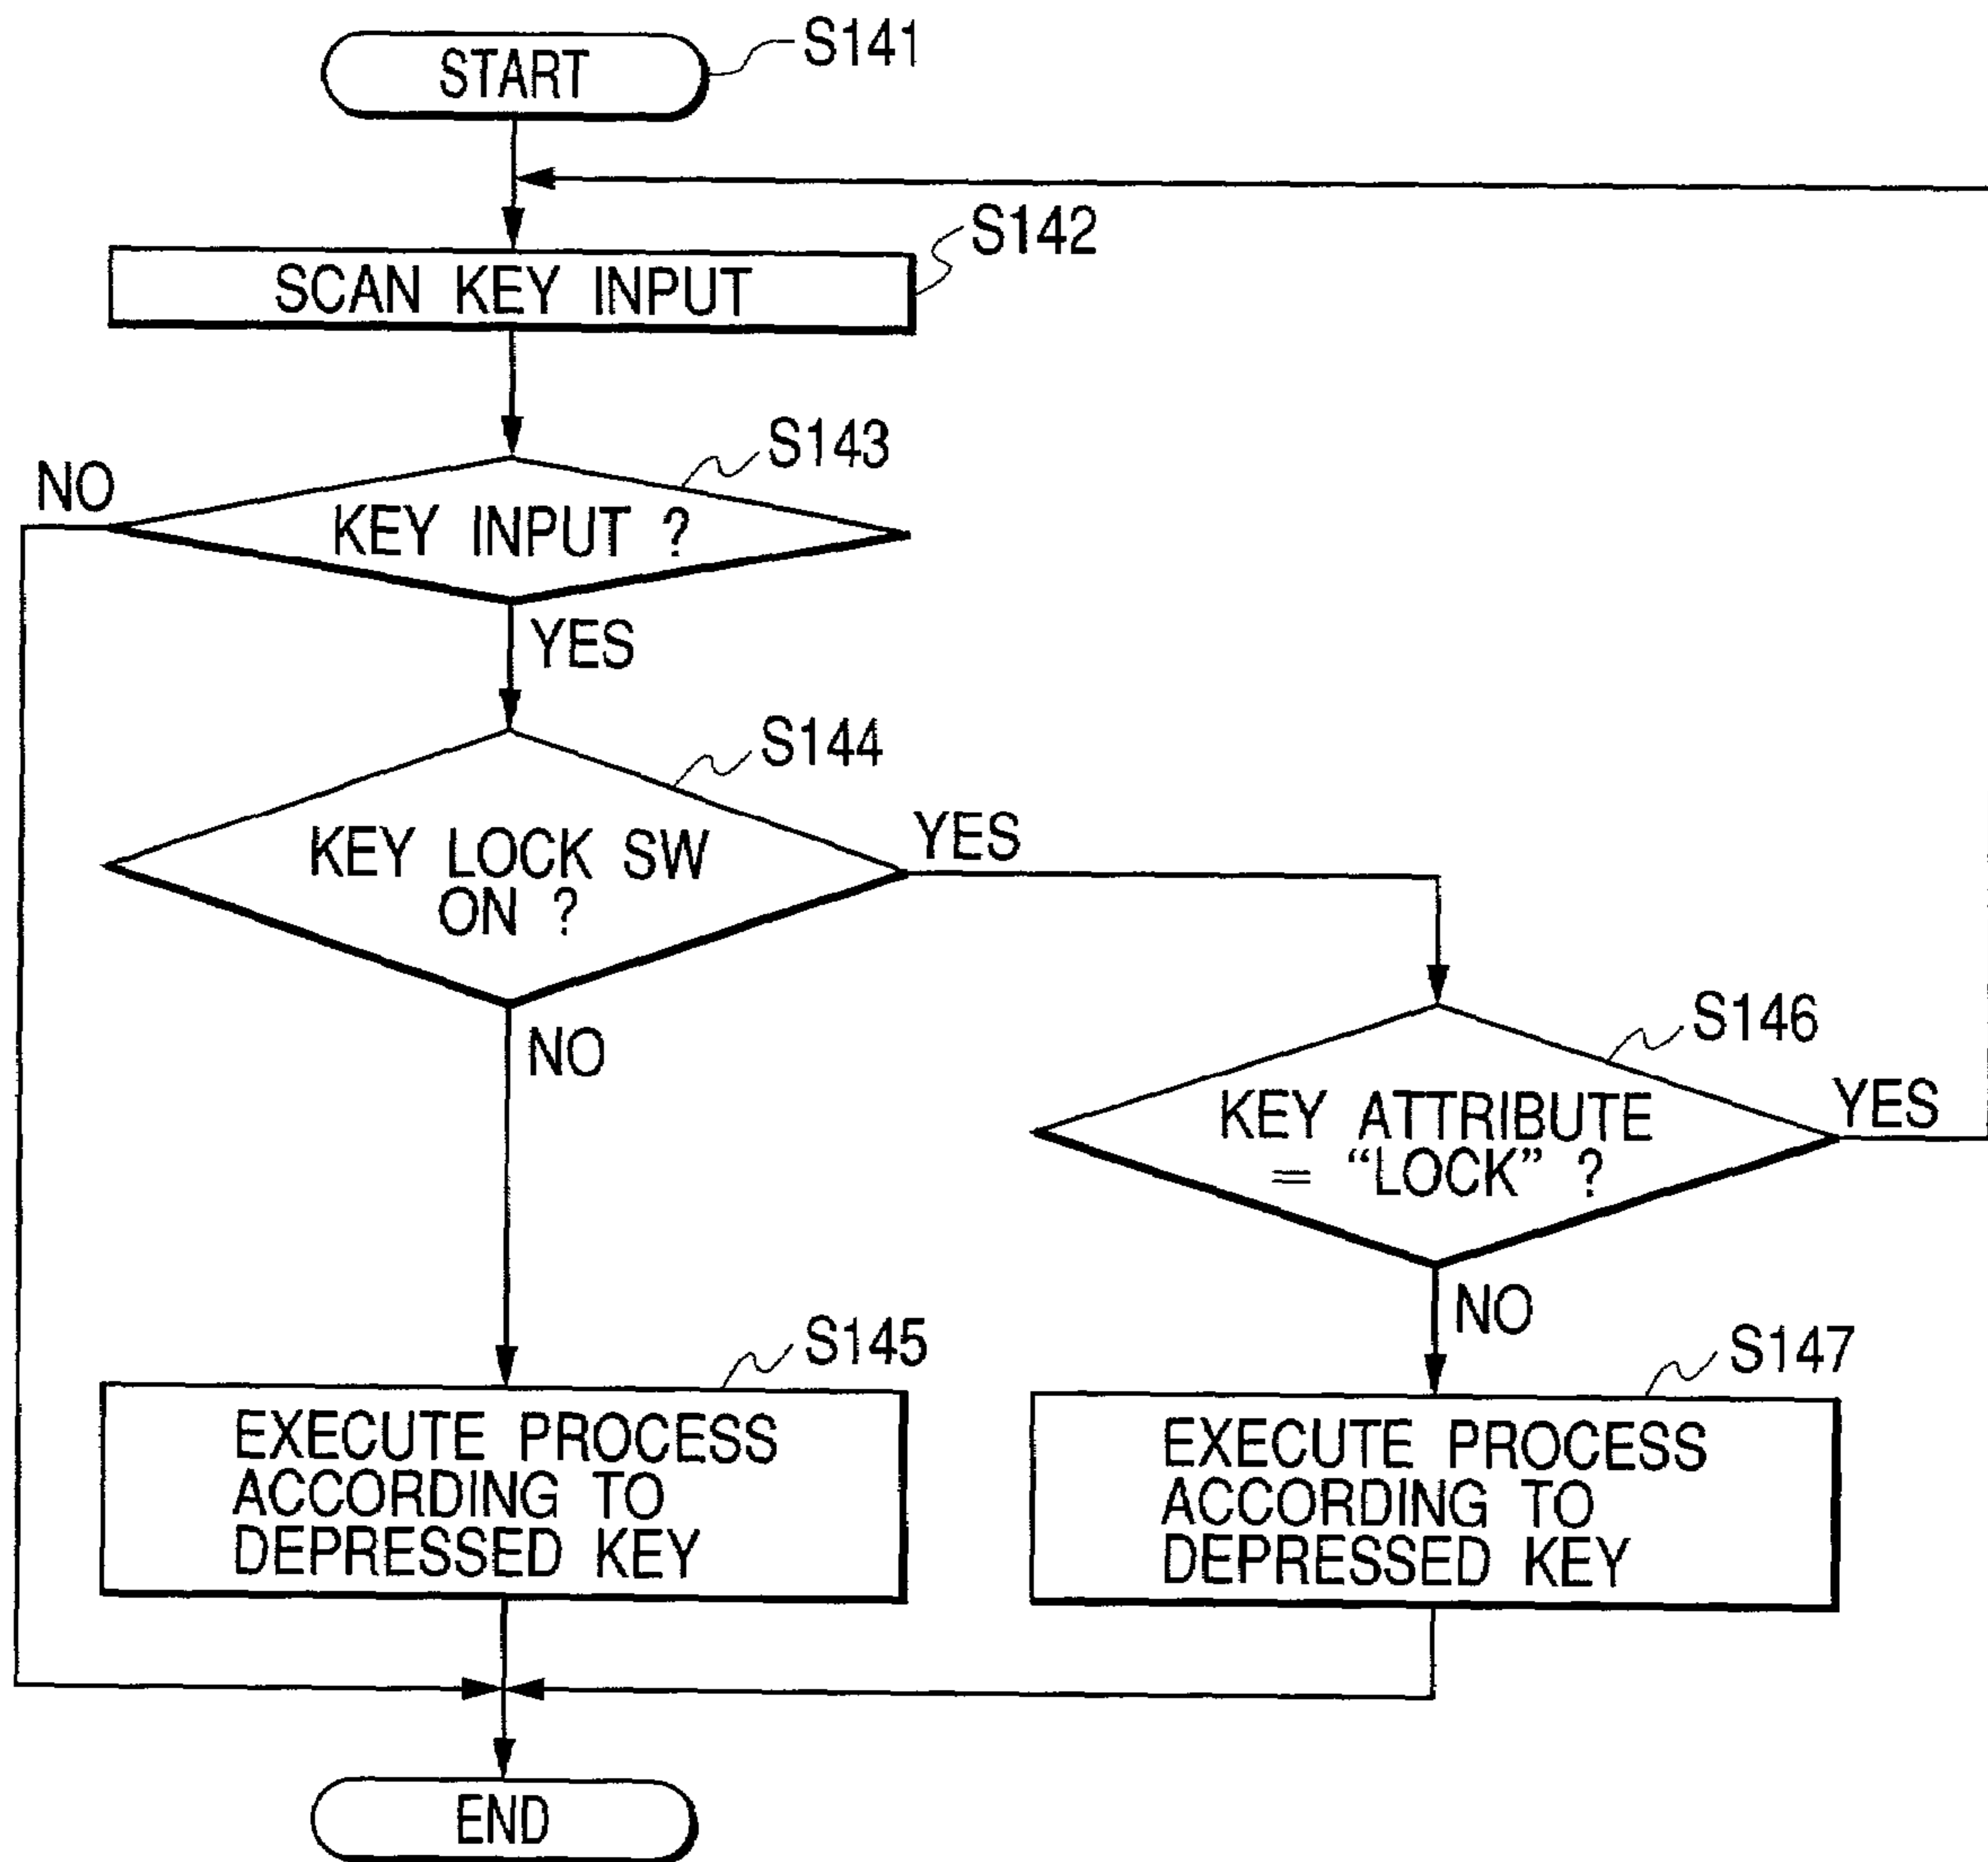 START
S141
SCAN KEY INPUT
S142
S143
NO
KEY INPUT ?
YES
S144
KEY LOCK SW
ON ?
YES
NO
S146
KEY ATTRIBUTE
= “LOCK” ?
YES
NO
S145
EXECUTE PROCESS
ACCORDING TO
DEPRESSED KEY
S147
EXECUTE PROCESS
ACCORDING TO
DEPRESSED KEY
END